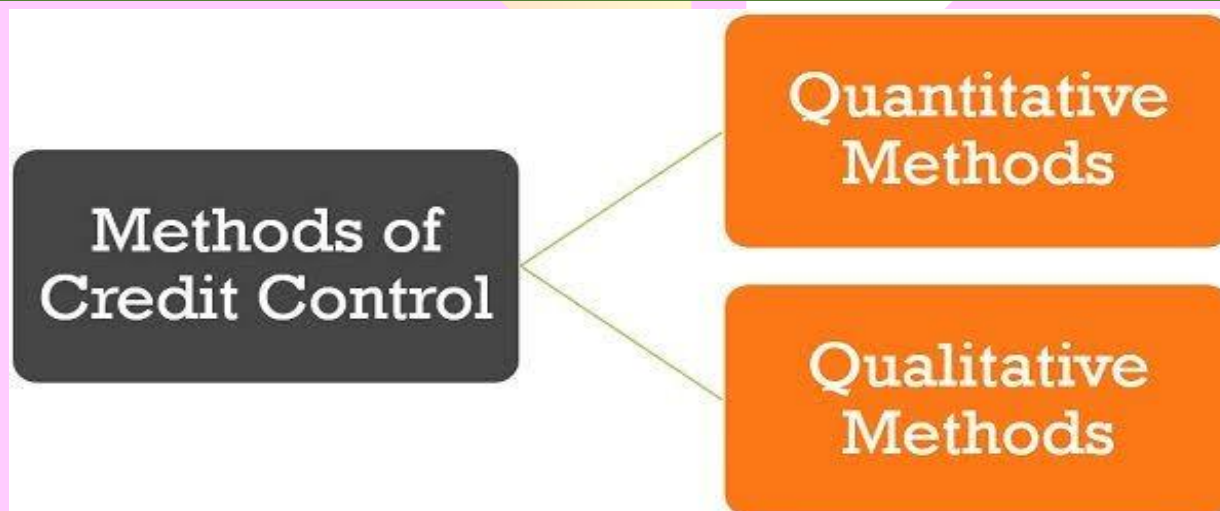 Methods of
Credit Control
Quantitative
Methods
Qualitative
Methods